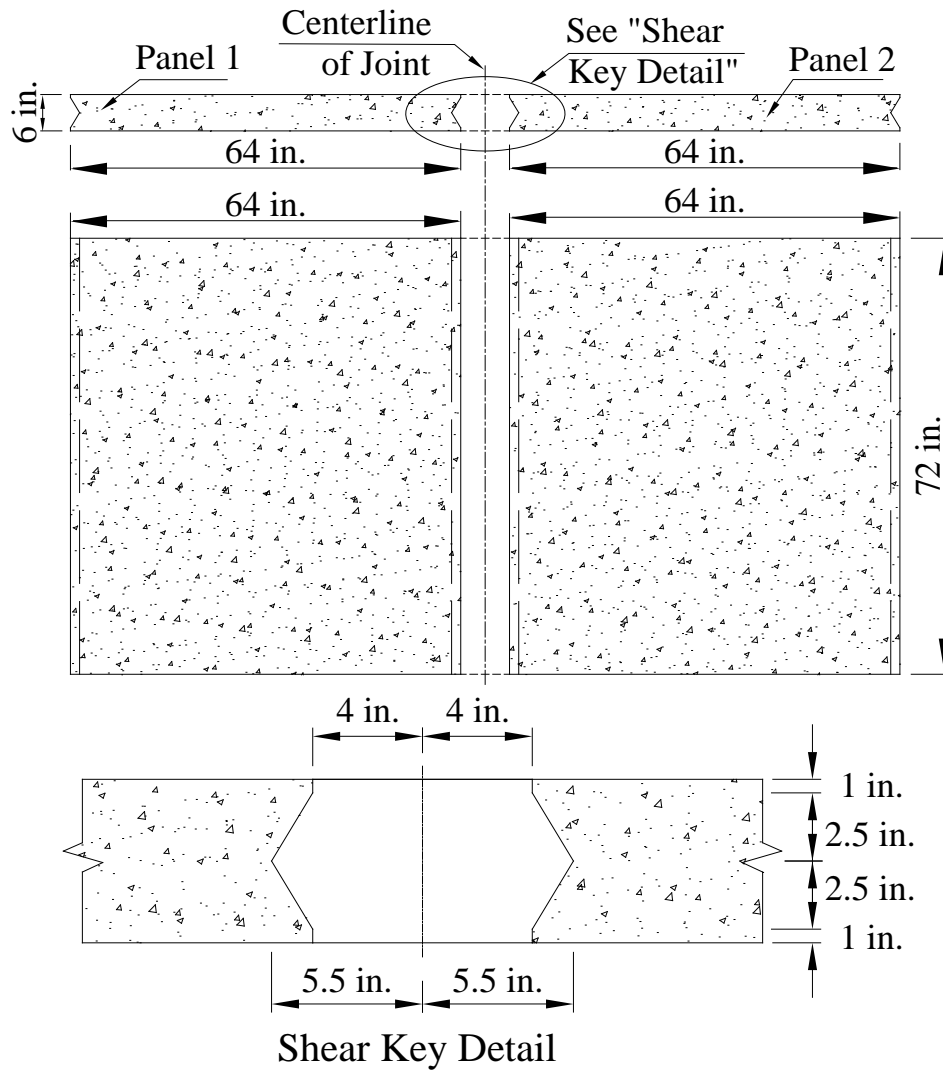 Centerline
of Joint
See "Shear
Key Detail"
Panel 1
Panel 2
6 in.
64 in.
64 in.
64 in.
64 in.
72 in.
4 in.
4 in.
1 in.
2.5 in.
2.5 in.
1 in.
5.5 in.
5.5 in.
Shear Key Detail